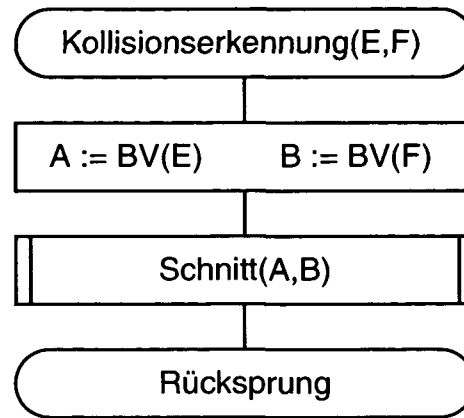 Kollisionserkennung(E,F)
A := BV(E) B := BV(F)
Schnitt(A,B)
Rücksprung